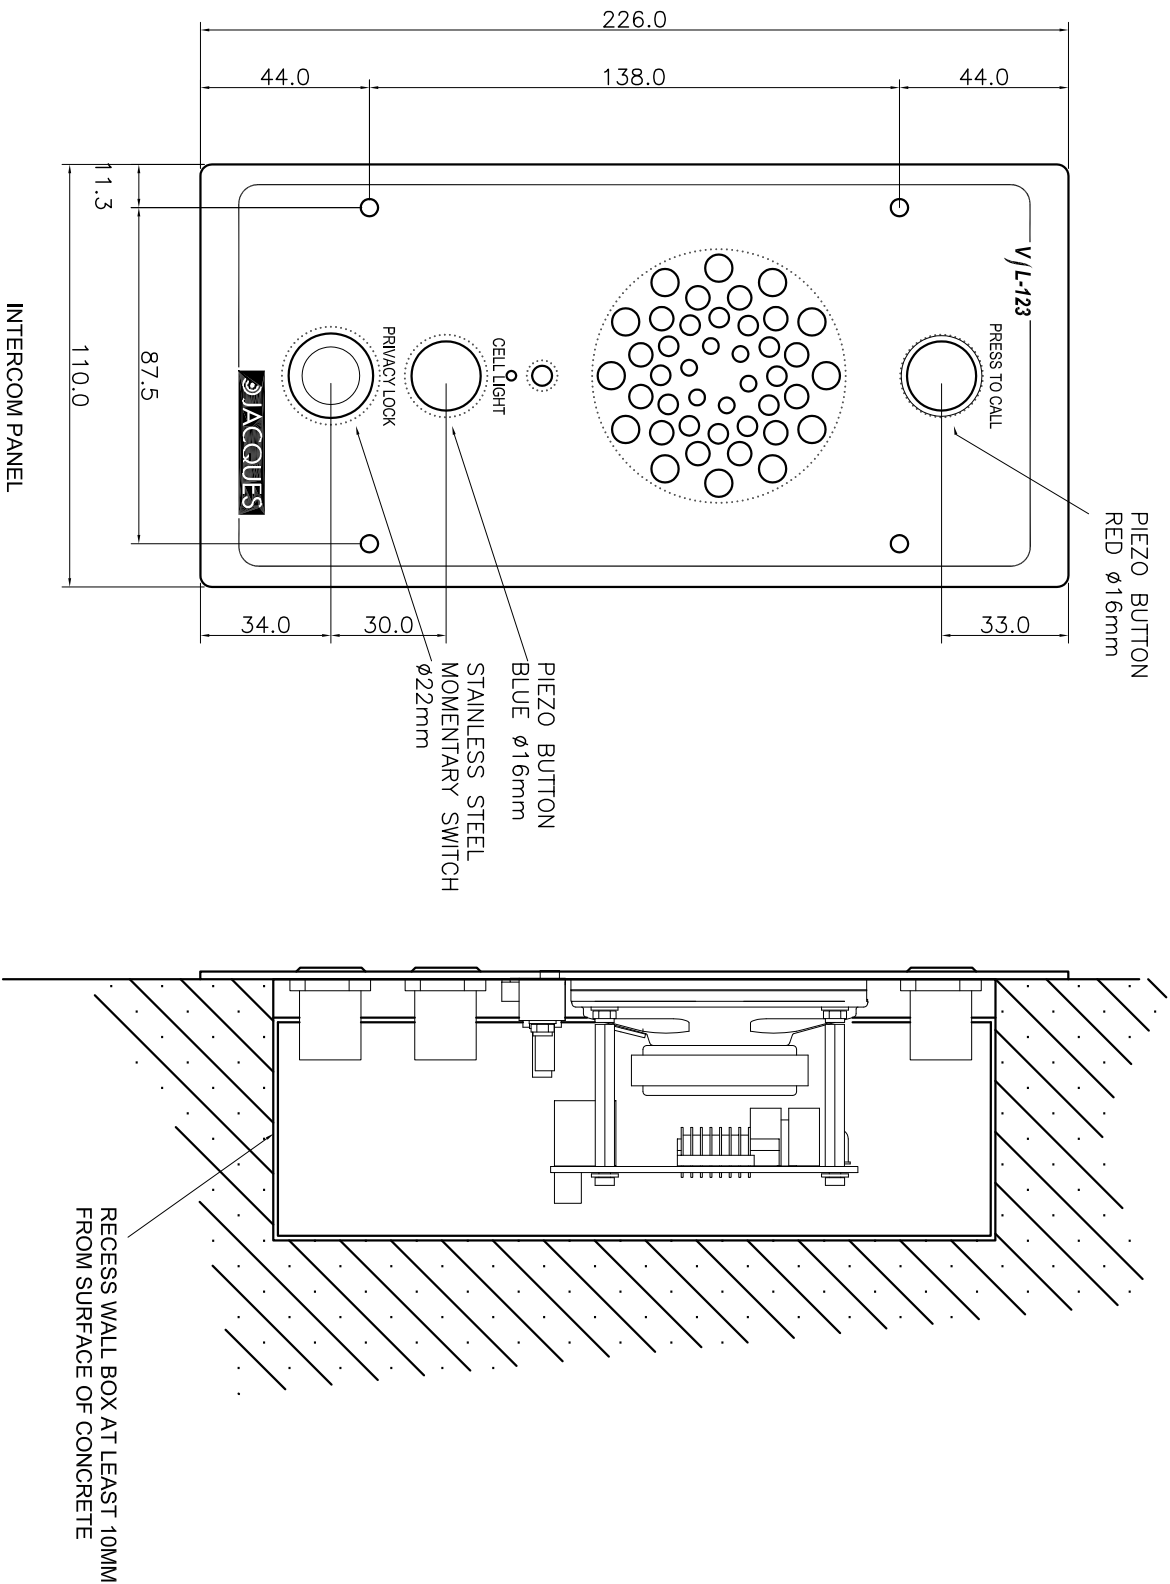 226.0
44.0
138.0
44.0
11.3
87.5
110.0
INTERCOM PANEL
V∫L-123
PRESS TO CALL
CELL LIGHT
PRIVACY LOCK
JACQUES
34.0
30.0
33.0
PIEZO BUTTON
RED ø16mm
PIEZO BUTTON
BLUE ø16mm
STAINLESS STEEL
MOMENTARY SWITCH
ø22mm
RECESS WALL BOX AT LEAST 10MM
FROM SURFACE OF CONCRETE